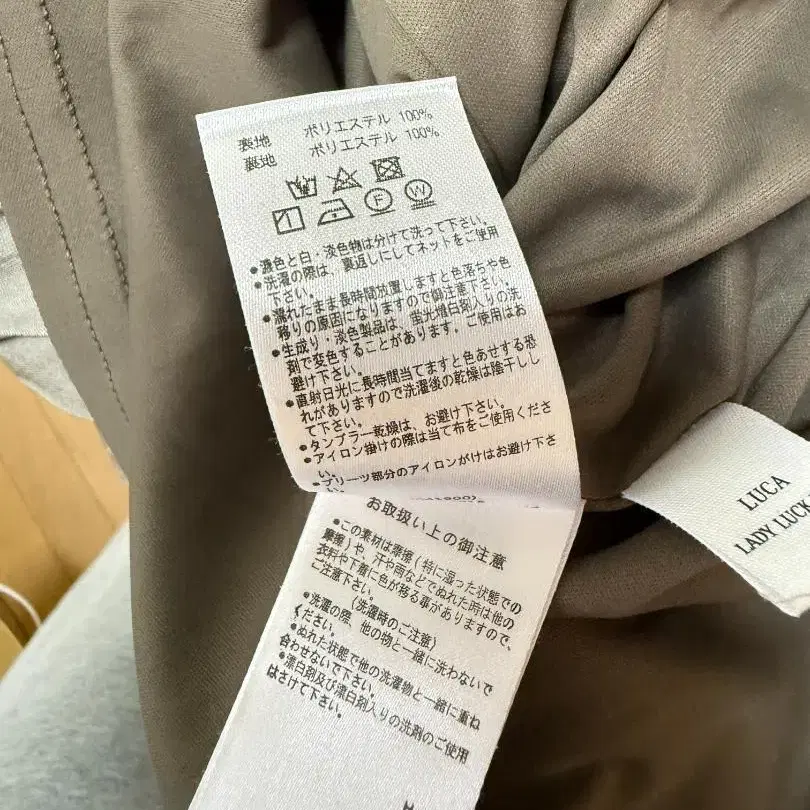 表地 ポリエステル 100%
裏地 ポリエステル 100%
F W
●濃色と白・淡色物は分けて洗って下さい。
●洗濯の際は、裏返しにしてネットをご使用
下さい。
●濡れたまま長時間放置しますと色落ちや色
移りの原因になりますので御注意下さい。
●生成り・淡色製品は、蛍光増白剤入りの洗
剤で変色することがあります。ご使用はお
避け下さい。
●直射日光に長時間当てますと色あせする恐
れがありますので洗濯後の乾燥は陰干しし
て下さい。
●タンブラー乾燥は、お避け下さい。
●アイロン掛けの際は当て布をご使用くださ
い。
●プリーツ部分のアイロンがけはお避け下さ
い。
お取扱い上の御注意
●この素材は摩擦(特に湿った状態での
摩擦)や、汗や雨などでぬれた時は他の
衣料や下着に色が移る事がありますので、
ご注意下さい。
(洗濯時のご注意)
●洗濯の際、他の物と一緒に洗わないで
ください。
●ぬれた状態で他の洗濯物と一緒に重ね
合わせないで下さい。
●漂白剤及び漂白剤入りの洗剤のご使用
はさけて下さい。
LUCA
LADY LUCK